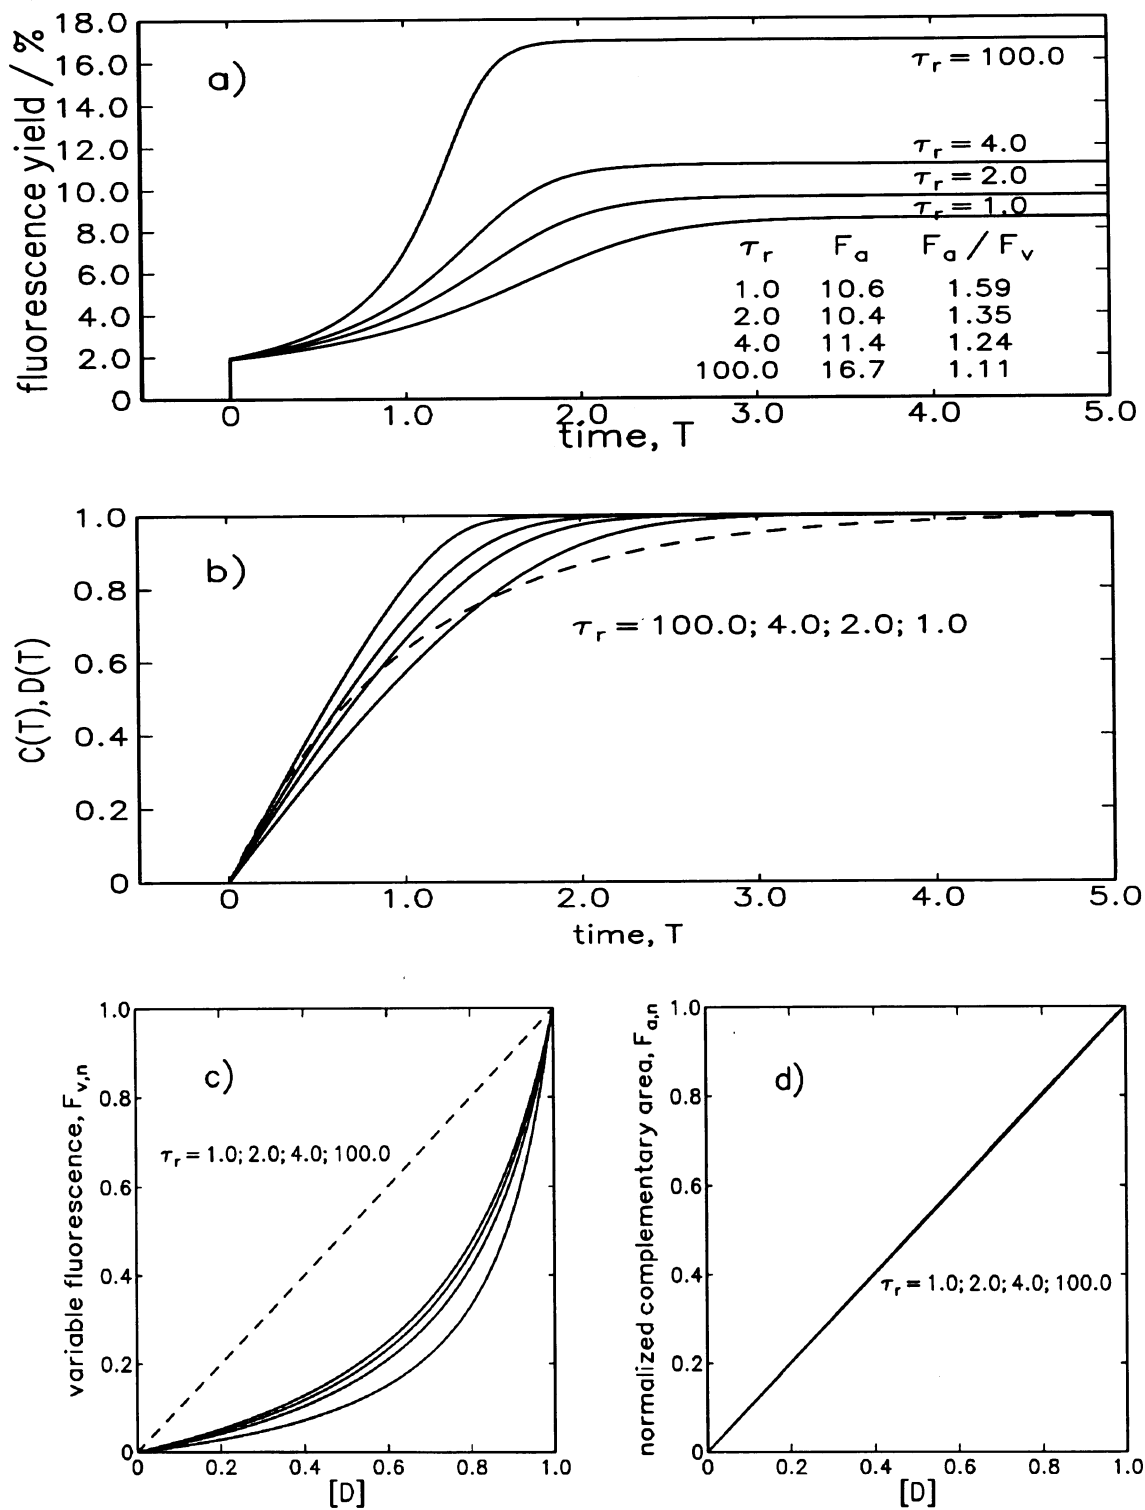 a)
fluorescence yield / %
18.0
16.0
14.0
12.0
10.0
8.0
6.0
4.0
2.0
0
τr = 100.0
τr = 4.0
τr = 2.0
τr = 1.0
τr Fa Fa / Fv
1.0 10.6 1.59
2.0 10.4 1.35
4.0 11.4 1.24
100.0 16.7 1.11
0 1.0 2.0 3.0 4.0 5.0
time, T
b)
C(T), D(T)
1.0
0.8
0.6
0.4
0.2
0
τr = 100.0; 4.0; 2.0; 1.0
0 1.0 2.0 3.0 4.0 5.0
time, T
c)
variable fluorescence, Fv,n
1.0
0.8
0.6
0.4
0.2
0
τr = 1.0; 2.0; 4.0; 100.0
0 0.2 0.4 0.6 0.8 1.0
[D]
d)
normalized complementary area, Fa,n
1.0
0.8
0.6
0.4
0.2
0
τr = 1.0; 2.0; 4.0; 100.0
0 0.2 0.4 0.6 0.8 1.0
[D]